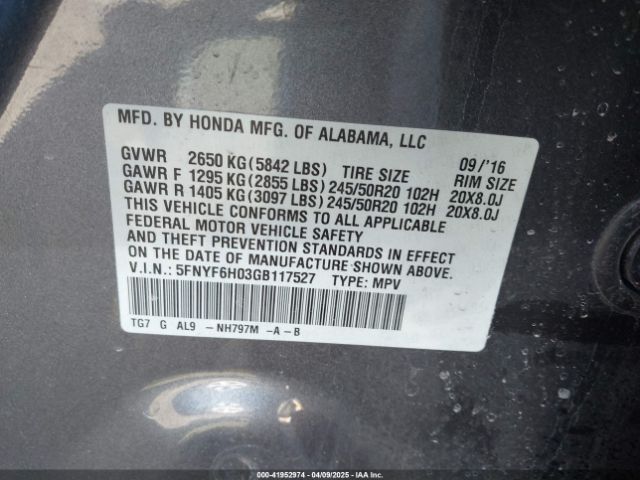 MFD. BY HONDA MFG. OF ALABAMA, LLC
GVWR 2650 KG(5842 LBS) TIRE SIZE 09/'16 RIM SIZE
GAWR F 1295 KG(2855 LBS)245/50R20 102H 20X8.0J
GAWR R 1405 KG(3097 LBS)245/50R20 102H 20X8.0J
THIS VEHICLE CONFORMS TO ALL APPLICABLE
FEDERAL MOTOR VEHICLE SAFETY
AND THEFT PREVENTION STANDARDS IN EFFECT
ON THE DATE OF MANUFACTURE SHOWN ABOVE.
V.I.N.: 5FNYF6H03GB117527 TYPE: MPV
TG7 G AL9 -NH797M -A-B
000-41952974 | 04/09/2025 | IAA Inc.